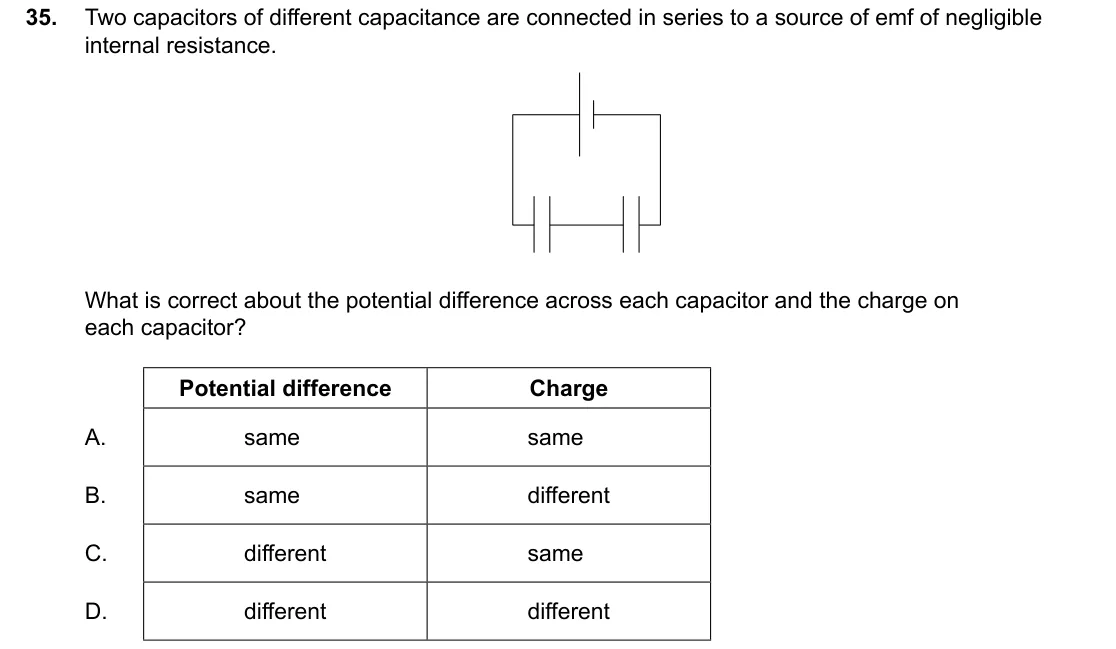 35. Two capacitors of different capacitance are connected in series to a source of emf of negligible
internal resistance.
What is correct about the potential difference across each capacitor and the charge on
each capacitor?
Potential difference Charge
A. same same
B. same different
C. different same
D. different different